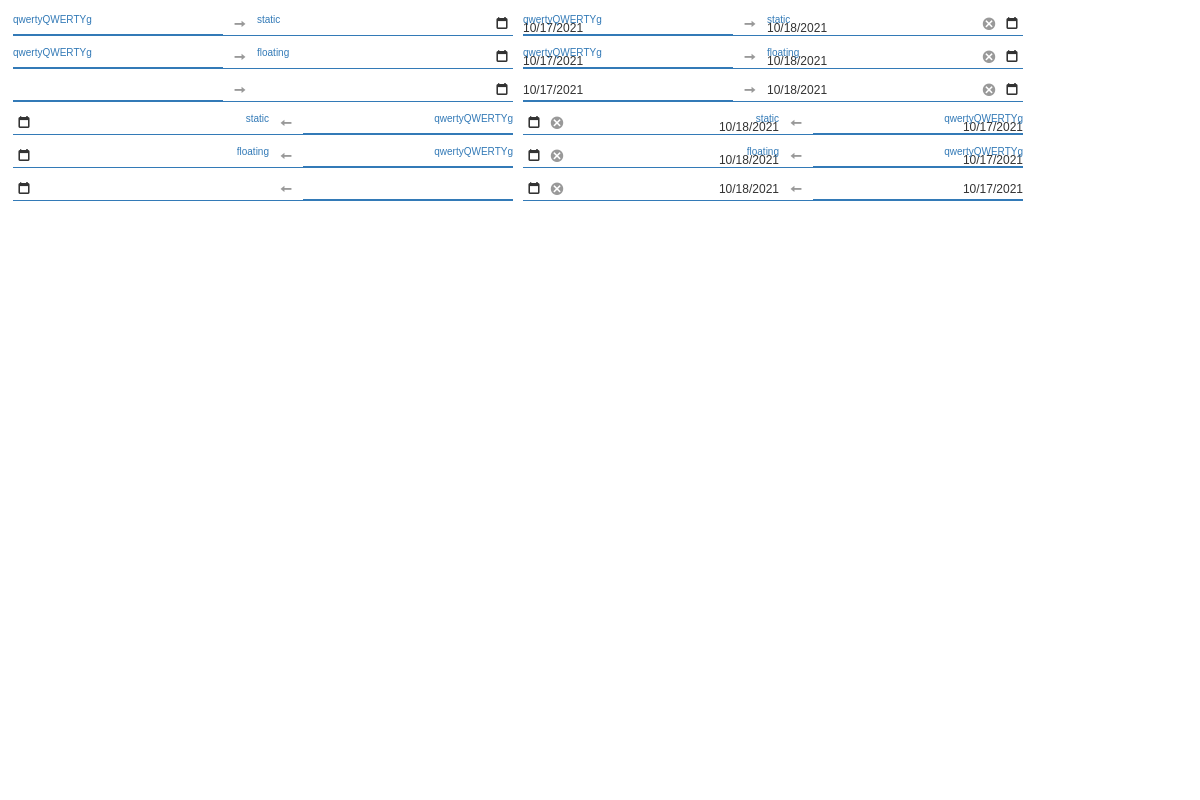 qwertyQWERTYg static qwertyQWERTYg static
10/17/2021 10/18/2021
qwertyQWERTYg floating qwertyQWERTYg floating
10/17/2021 10/18/2021
10/17/2021 10/18/2021
static qwertyQWERTYg static qwertyQWERTYg
10/18/2021 10/17/2021
floating qwertyQWERTYg floating qwertyQWERTYg
10/18/2021 10/17/2021
10/18/2021 10/17/2021